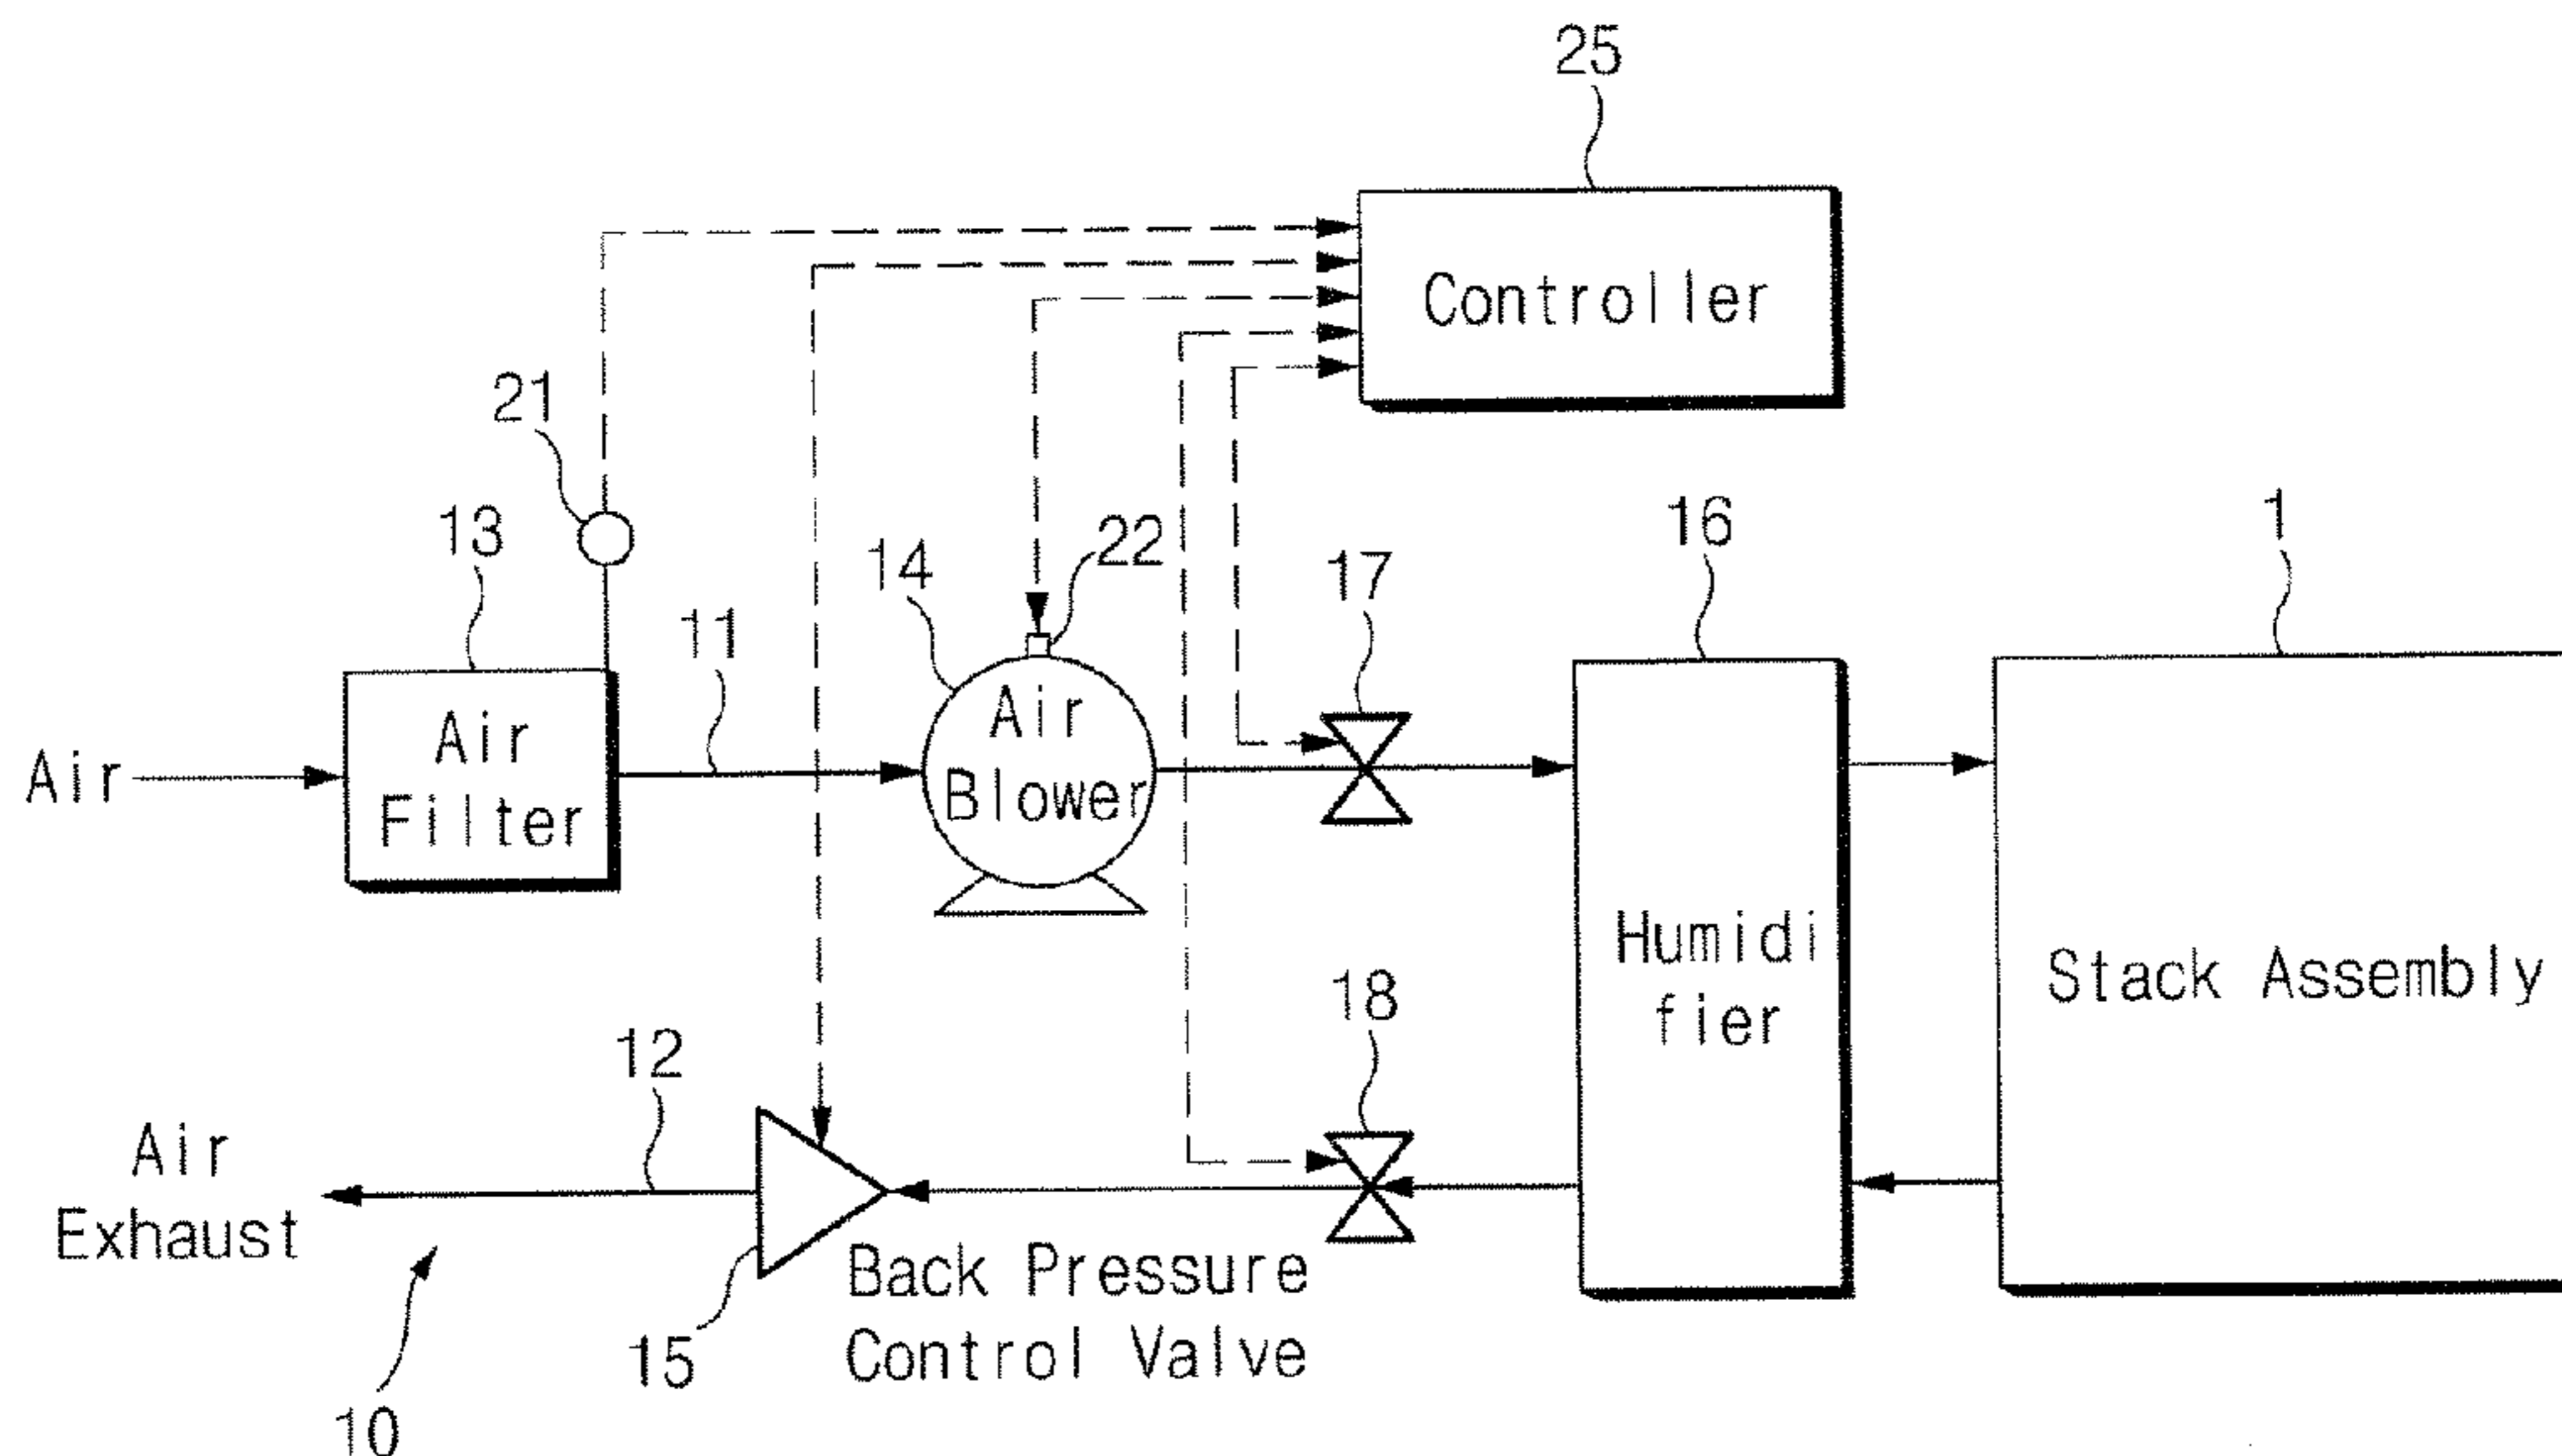 25
Controller
21
13
14
22
17
16
1
11
Air
Air
Filter
Air
Blower
Humidi
fier
Stack Assembly
18
12
Air
Exhaust
15
Back Pressure
Control Valve
10